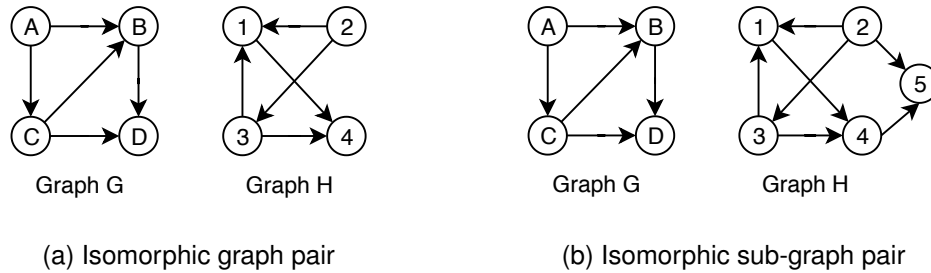 A B 1 2
C D 3 4
Graph G Graph H
(a) Isomorphic graph pair
A B 1 2
5
C D 3 4
Graph G Graph H
(b) Isomorphic sub-graph pair